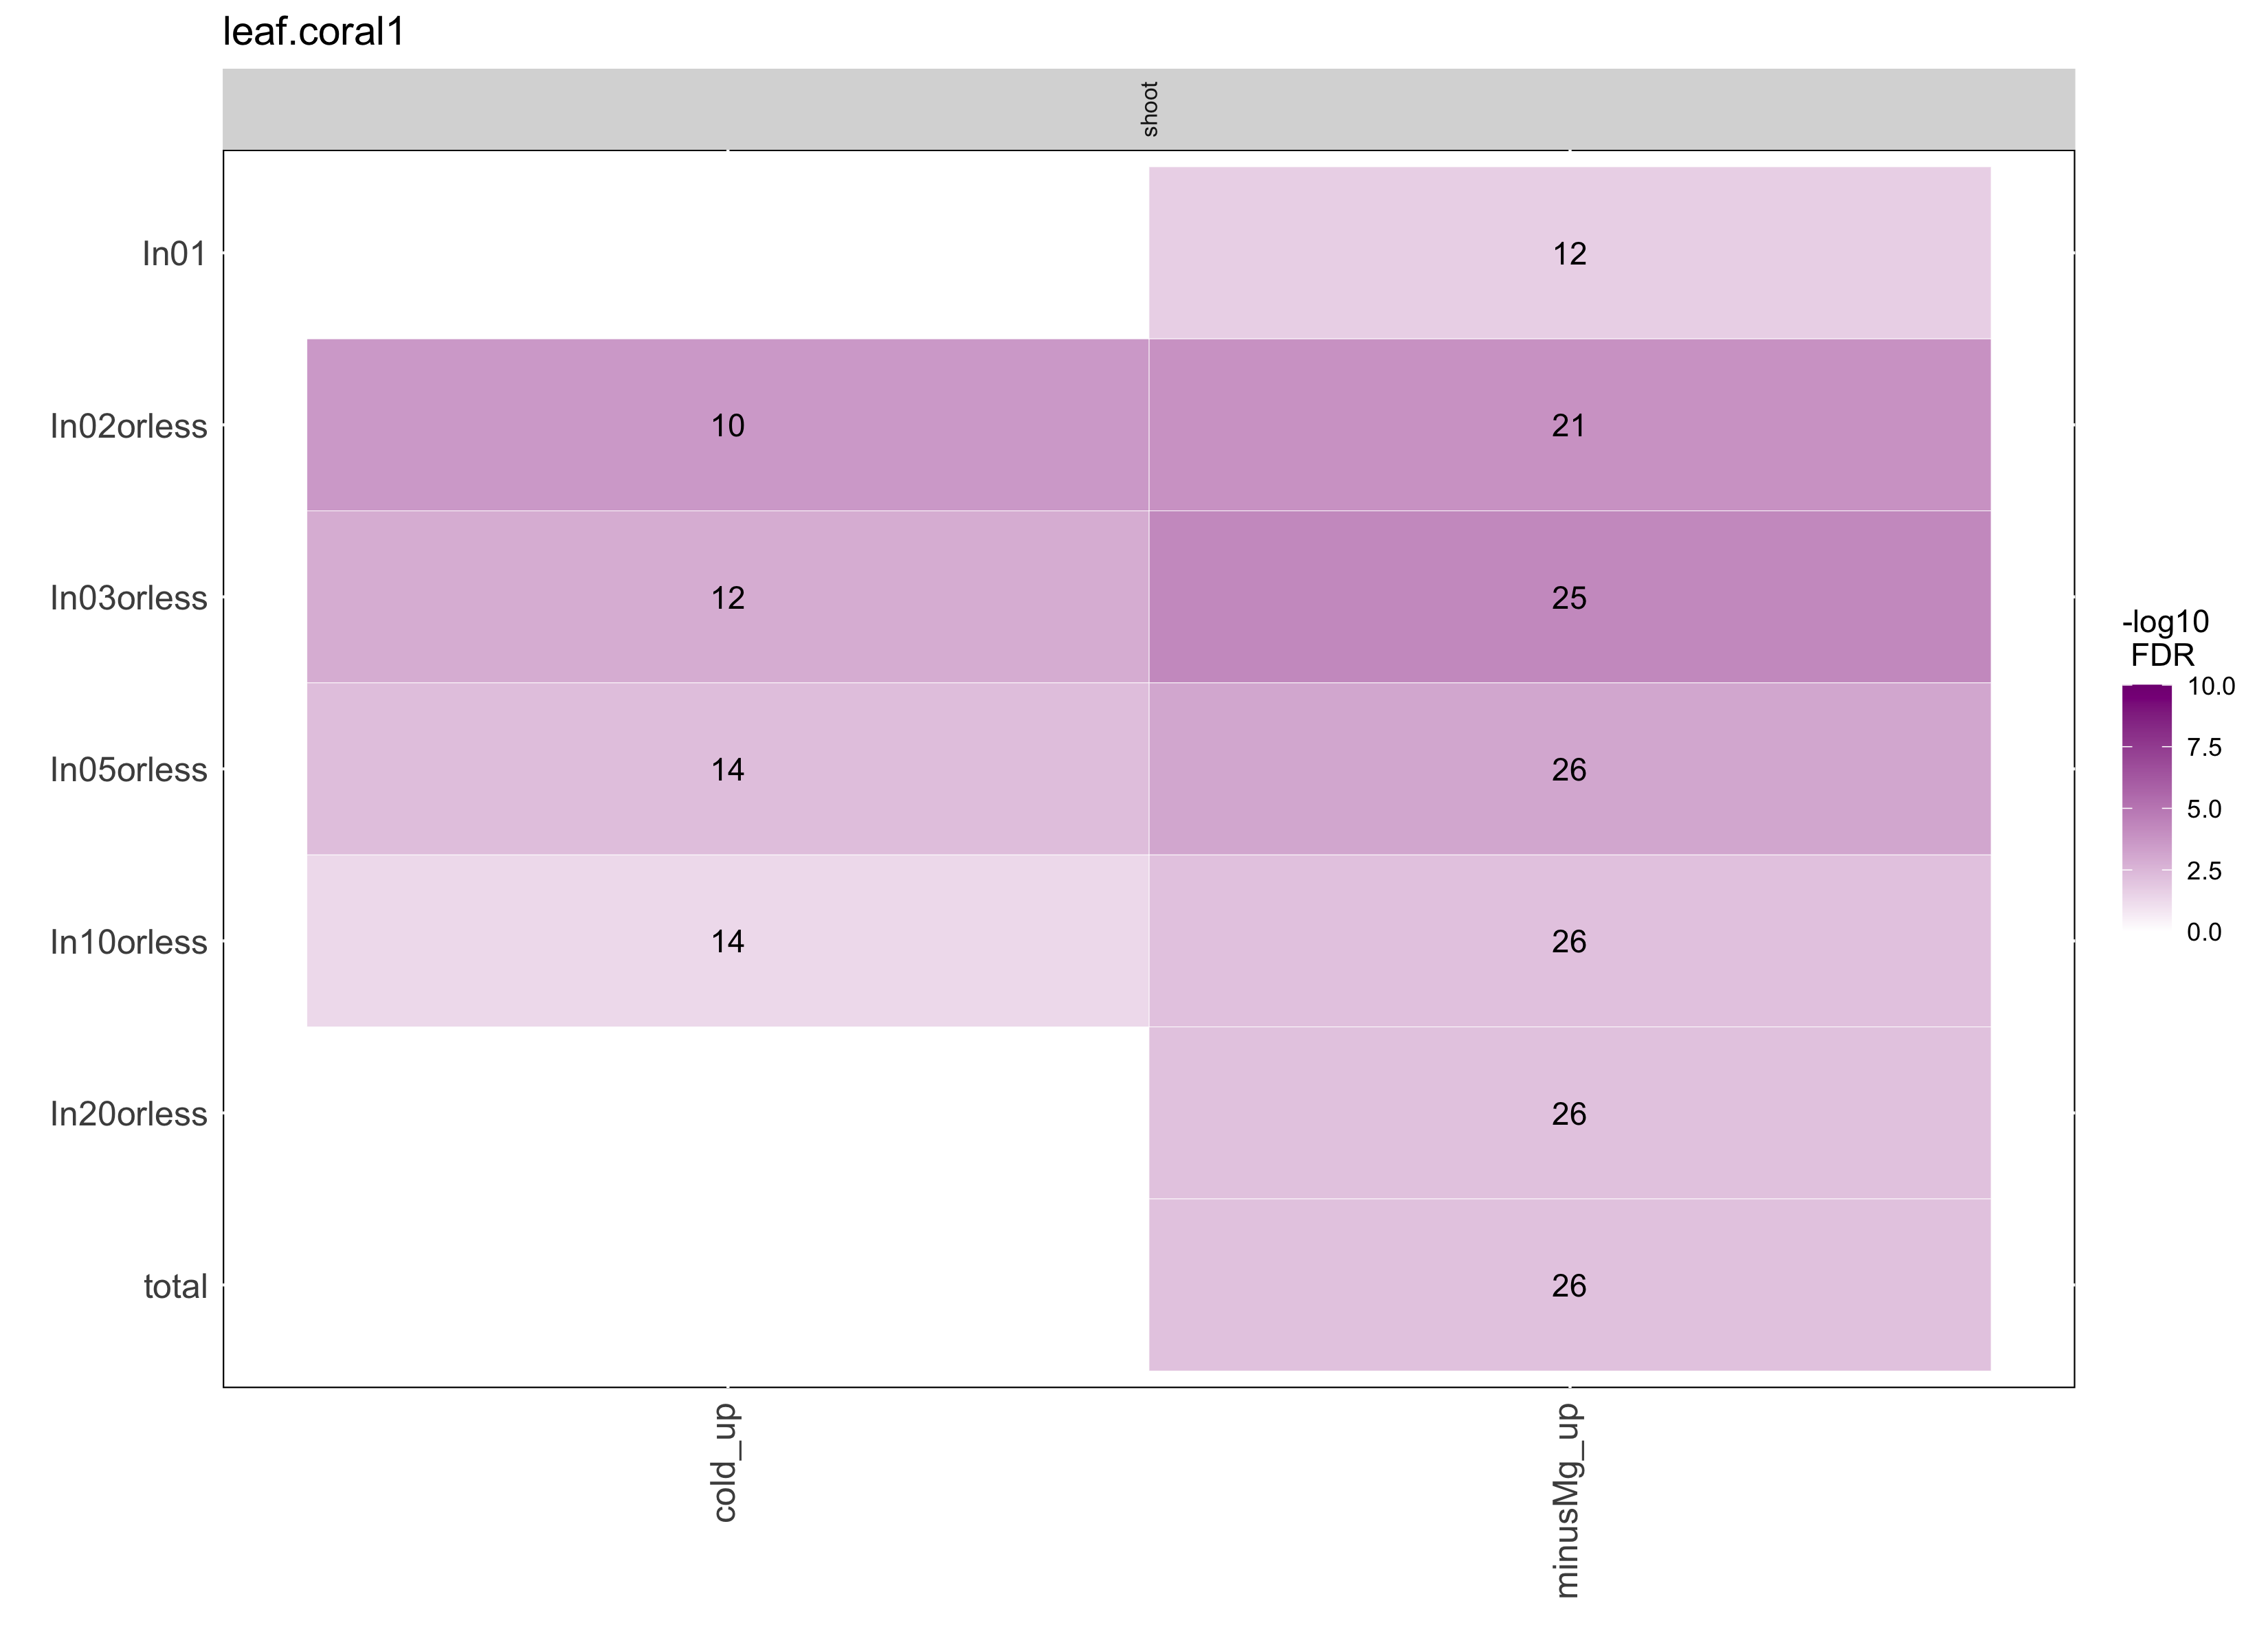 leaf.coral1
shoot
In01
12
In02orless
10
21
In03orless
12
25
In05orless
14
26
In10orless
14
26
In20orless
26
total
26
cold_up
minusMg_up
-log10
FDR
10.0
7.5
5.0
2.5
0.0